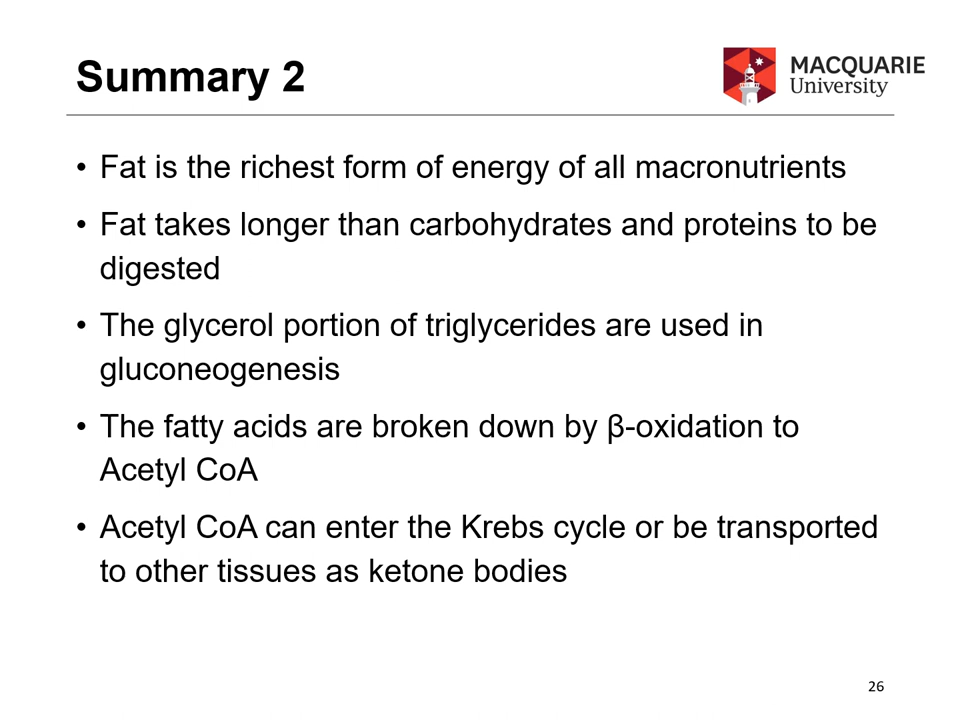 Summary 2
MACQUARIE
University
• Fat is the richest form of energy of all macronutrients
• Fat takes longer than carbohydrates and proteins to be
digested
• The glycerol portion of triglycerides are used in
gluconeogenesis
• The fatty acids are broken down by β-oxidation to
Acetyl CoA
• Acetyl CoA can enter the Krebs cycle or be transported
to other tissues as ketone bodies
26